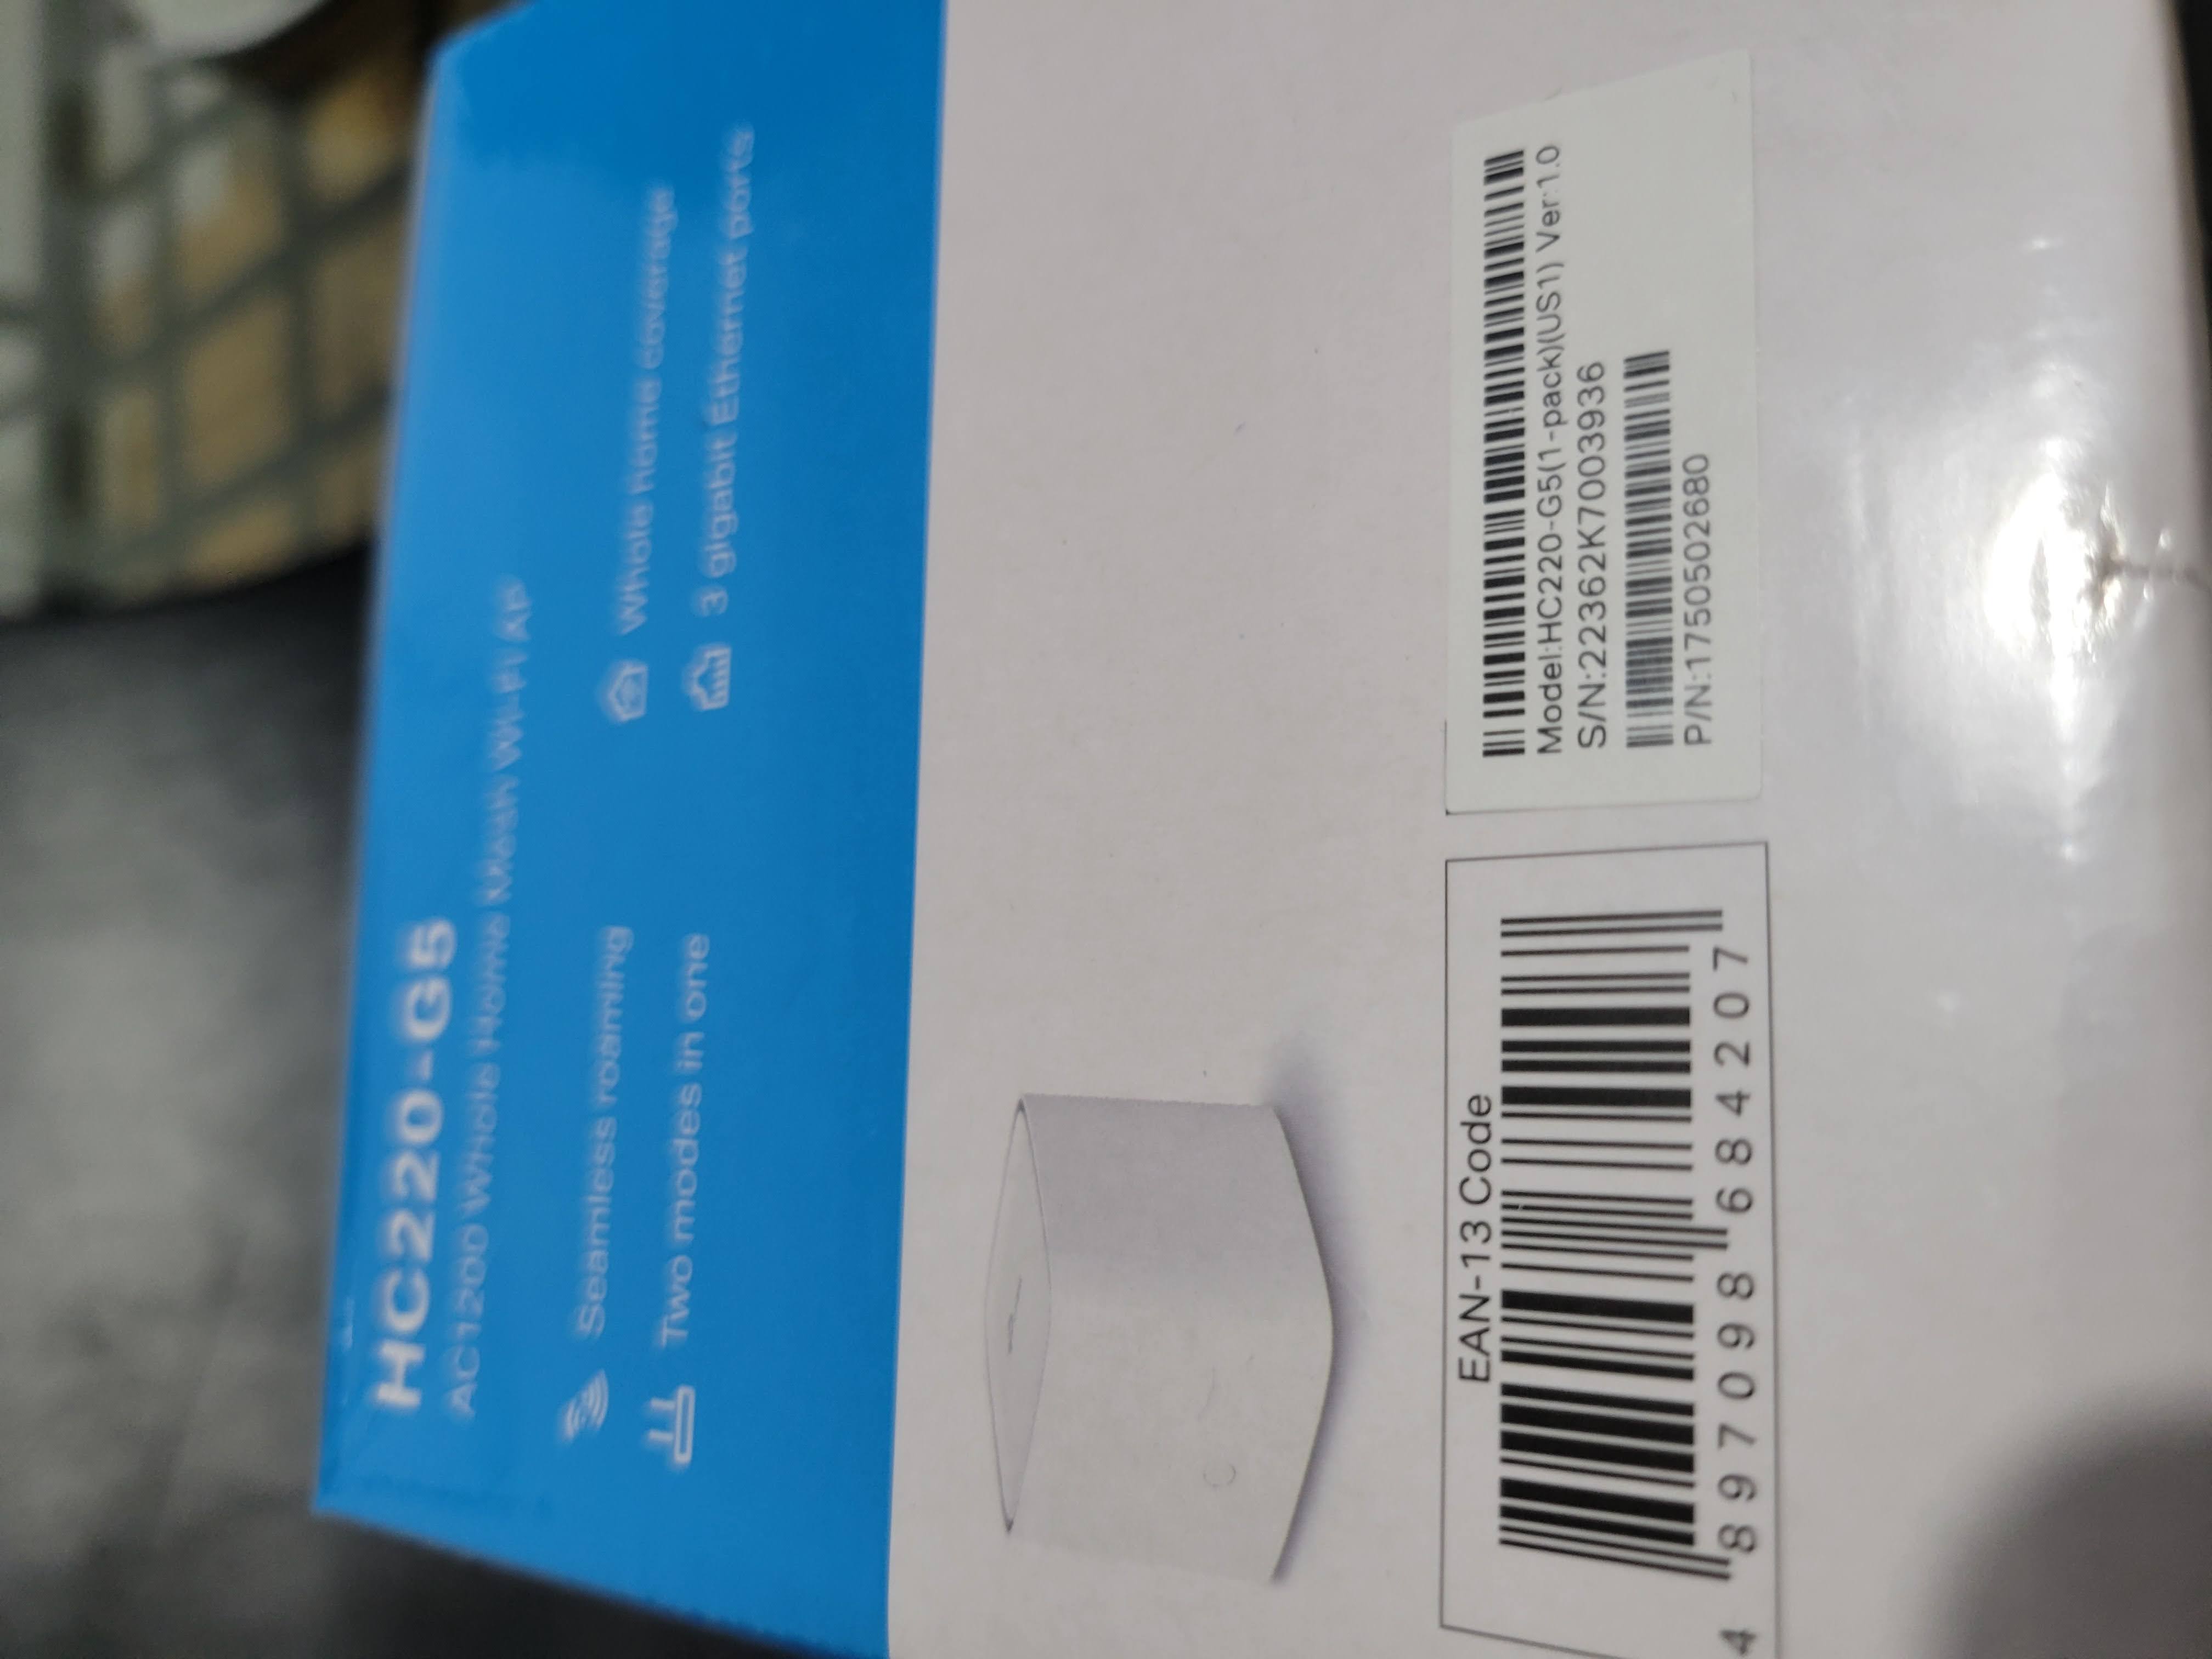 HC220-G5
AC1200 Whole Home Mesh Wi-Fi AP
Seamless roaming
Whole home coverage
Two modes in one
3 gigabit Ethernet ports
EAN-13 Code
4 897098 684207
Model:HC220-G5(1-pack)(US1) Ver:1.0
S/N:22362K7003936
P/N:1750502680